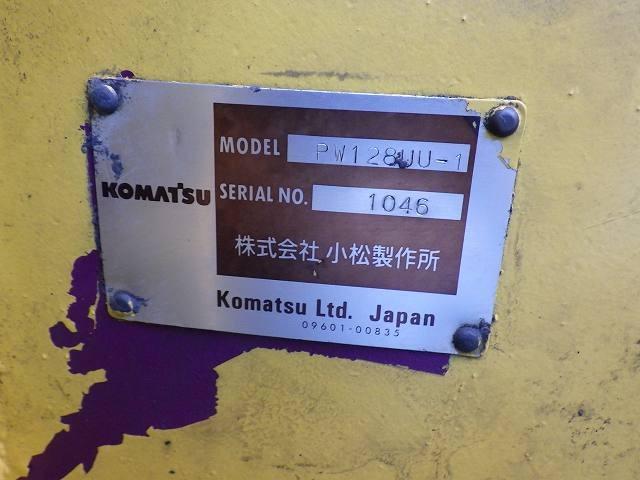 MODEL PW128UU-1
KOMATSU
SERIAL NO. 1046
株式会社 小松製作所
Komatsu Ltd. Japan
09601-00835